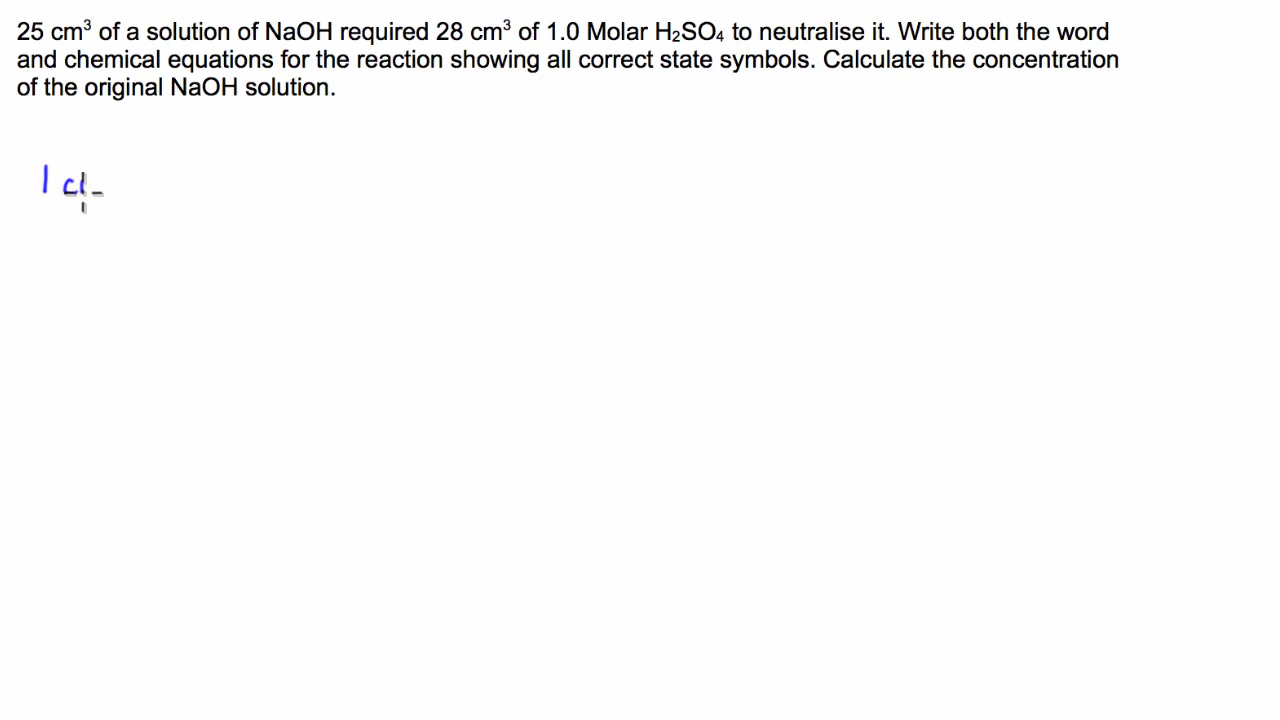 25 cm³ of a solution of NaOH required 28 cm³ of 1.0 Molar H₂SO₄ to neutralise it. Write both the word
and chemical equations for the reaction showing all correct state symbols. Calculate the concentration
of the original NaOH solution.
1